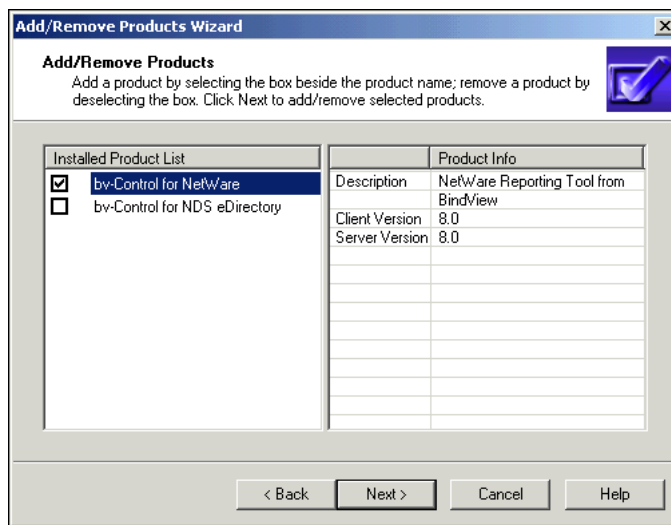 Add/Remove Products Wizard
Add/Remove Products
Add a product by selecting the box beside the product name; remove a product by
deselecting the box. Click Next to add/remove selected products.
Installed Product List
bv-Control for NetWare
bv-Control for NDS eDirectory
Product Info
Description NetWare Reporting Tool from
BindView
Client Version 8.0
Server Version 8.0
< Back Next > Cancel Help